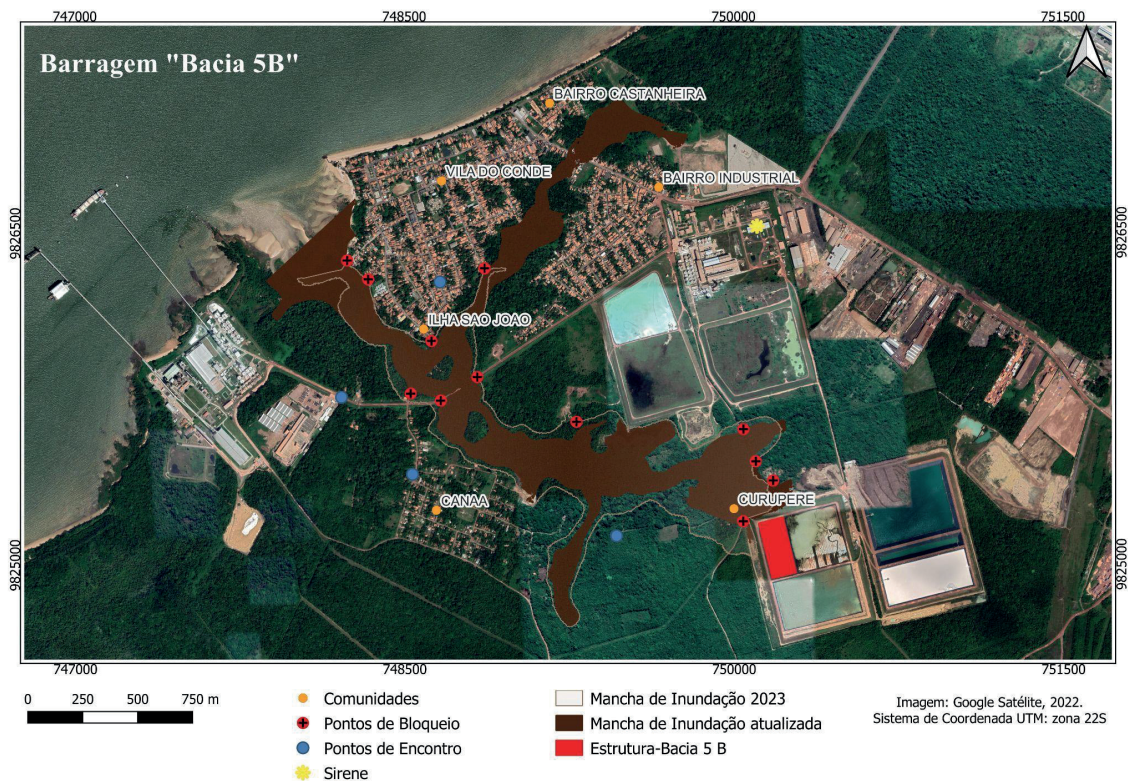 747000 748500 750000 751500
Barragem "Bacia 5B"
BAIRRO CASTANHEIRA
VILA DO CONDE
BAIRRO INDUSTRIAL
9826500 9826500
ILHA SAO JOAO
CANAA
CURUPERE
9825000 9825000
747000 748500 750000 751500
0 250 500 750 m
Comunidades
Pontos de Bloqueio
Pontos de Encontro
Sirene
Mancha de Inundação 2023
Mancha de Inundação atualizada
Estrutura-Bacia 5 B
Imagem: Google Satélite, 2022.
Sistema de Coordenada UTM: zona 22S